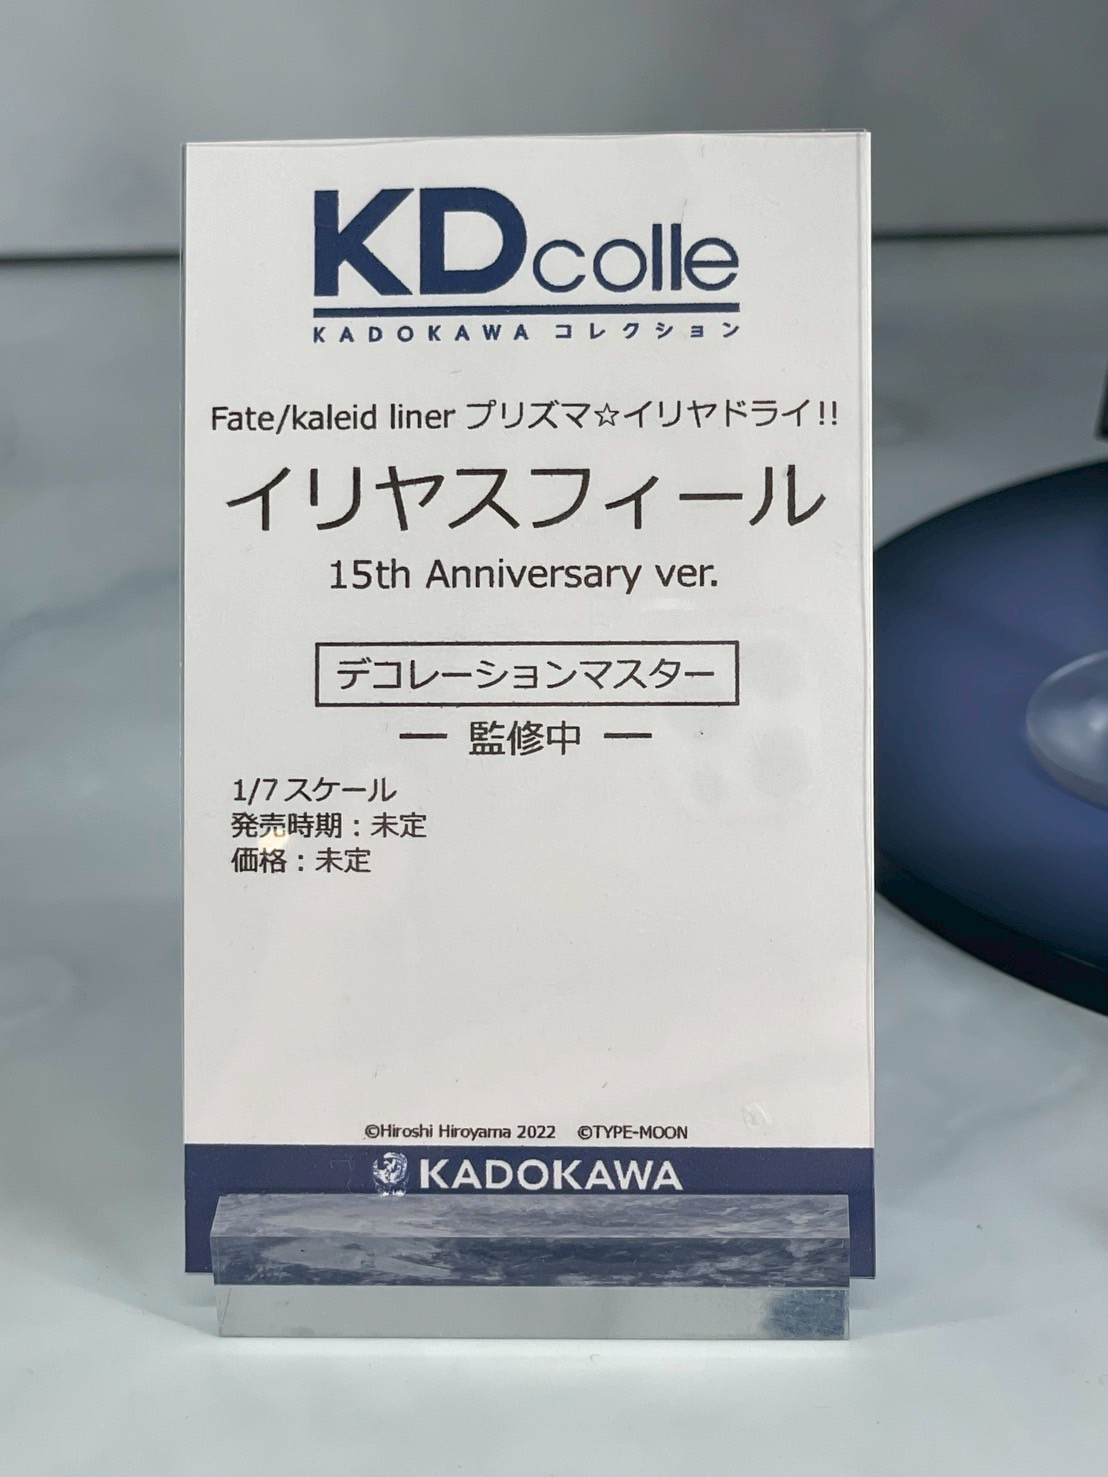 KDcolle
KADOKAWA コレクション
Fate/kaleid liner プリズマ☆イリヤドライ!!
イリヤスフィール
15th Anniversary ver.
デコレーションマスター
ー 監修中 ー
1/7スケール
発売時期：未定
価格：未定
©Hiroshi Hiroyama 2022 ©TYPE-MOON
KADOKAWA